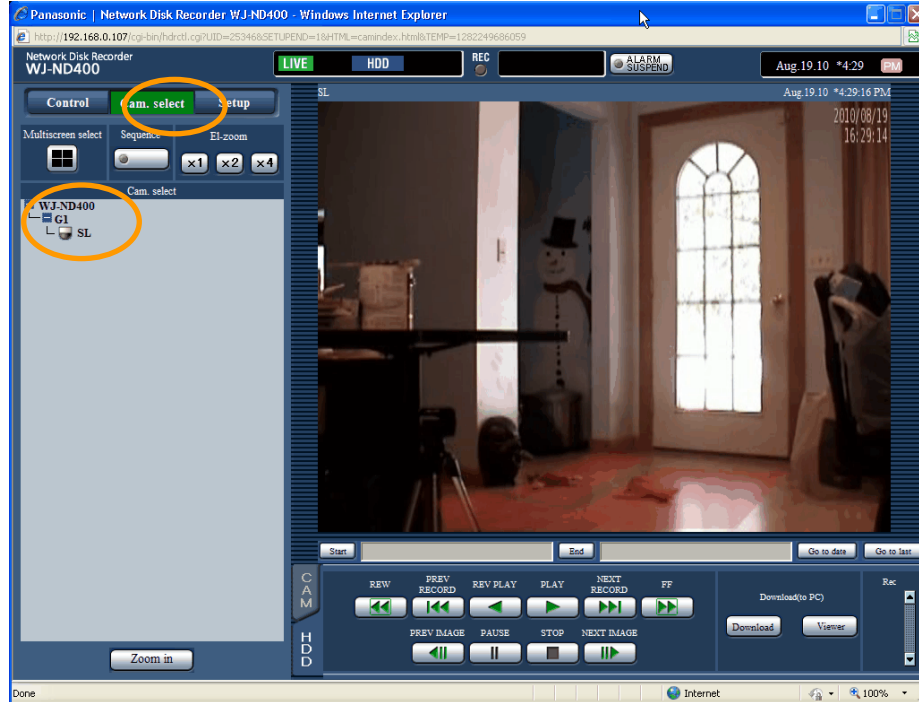 Panasonic | Network Disk Recorder WJ-ND400 - Windows Internet Explorer
http://192.168.0.107/cgi-bin/hdrctl.cgi?UID=25346&SETUPEND=1&HTML=camindex.html&TEMP=1282249686059
Network Disk Recorder
WJ-ND400
LIVE HDD REC ALARM SUSPEND Aug.19.10 *4:29 PM
Control Cam. select Setup
SL Aug.19.10 *4:29:16 PM
2010/08/19
16:29:14
Multiscreen select Sequence El-zoom
x1 x2 x4
Cam. select
WJ-ND400
G1
SL
Start End Go to date Go to last
CAM
HDD
REW PREV RECORD REV PLAY PLAY NEXT RECORD FF
Download(to PC)
Rec
Download Viewer
PREV IMAGE PAUSE STOP NEXT IMAGE
Zoom in
Done Internet 100%